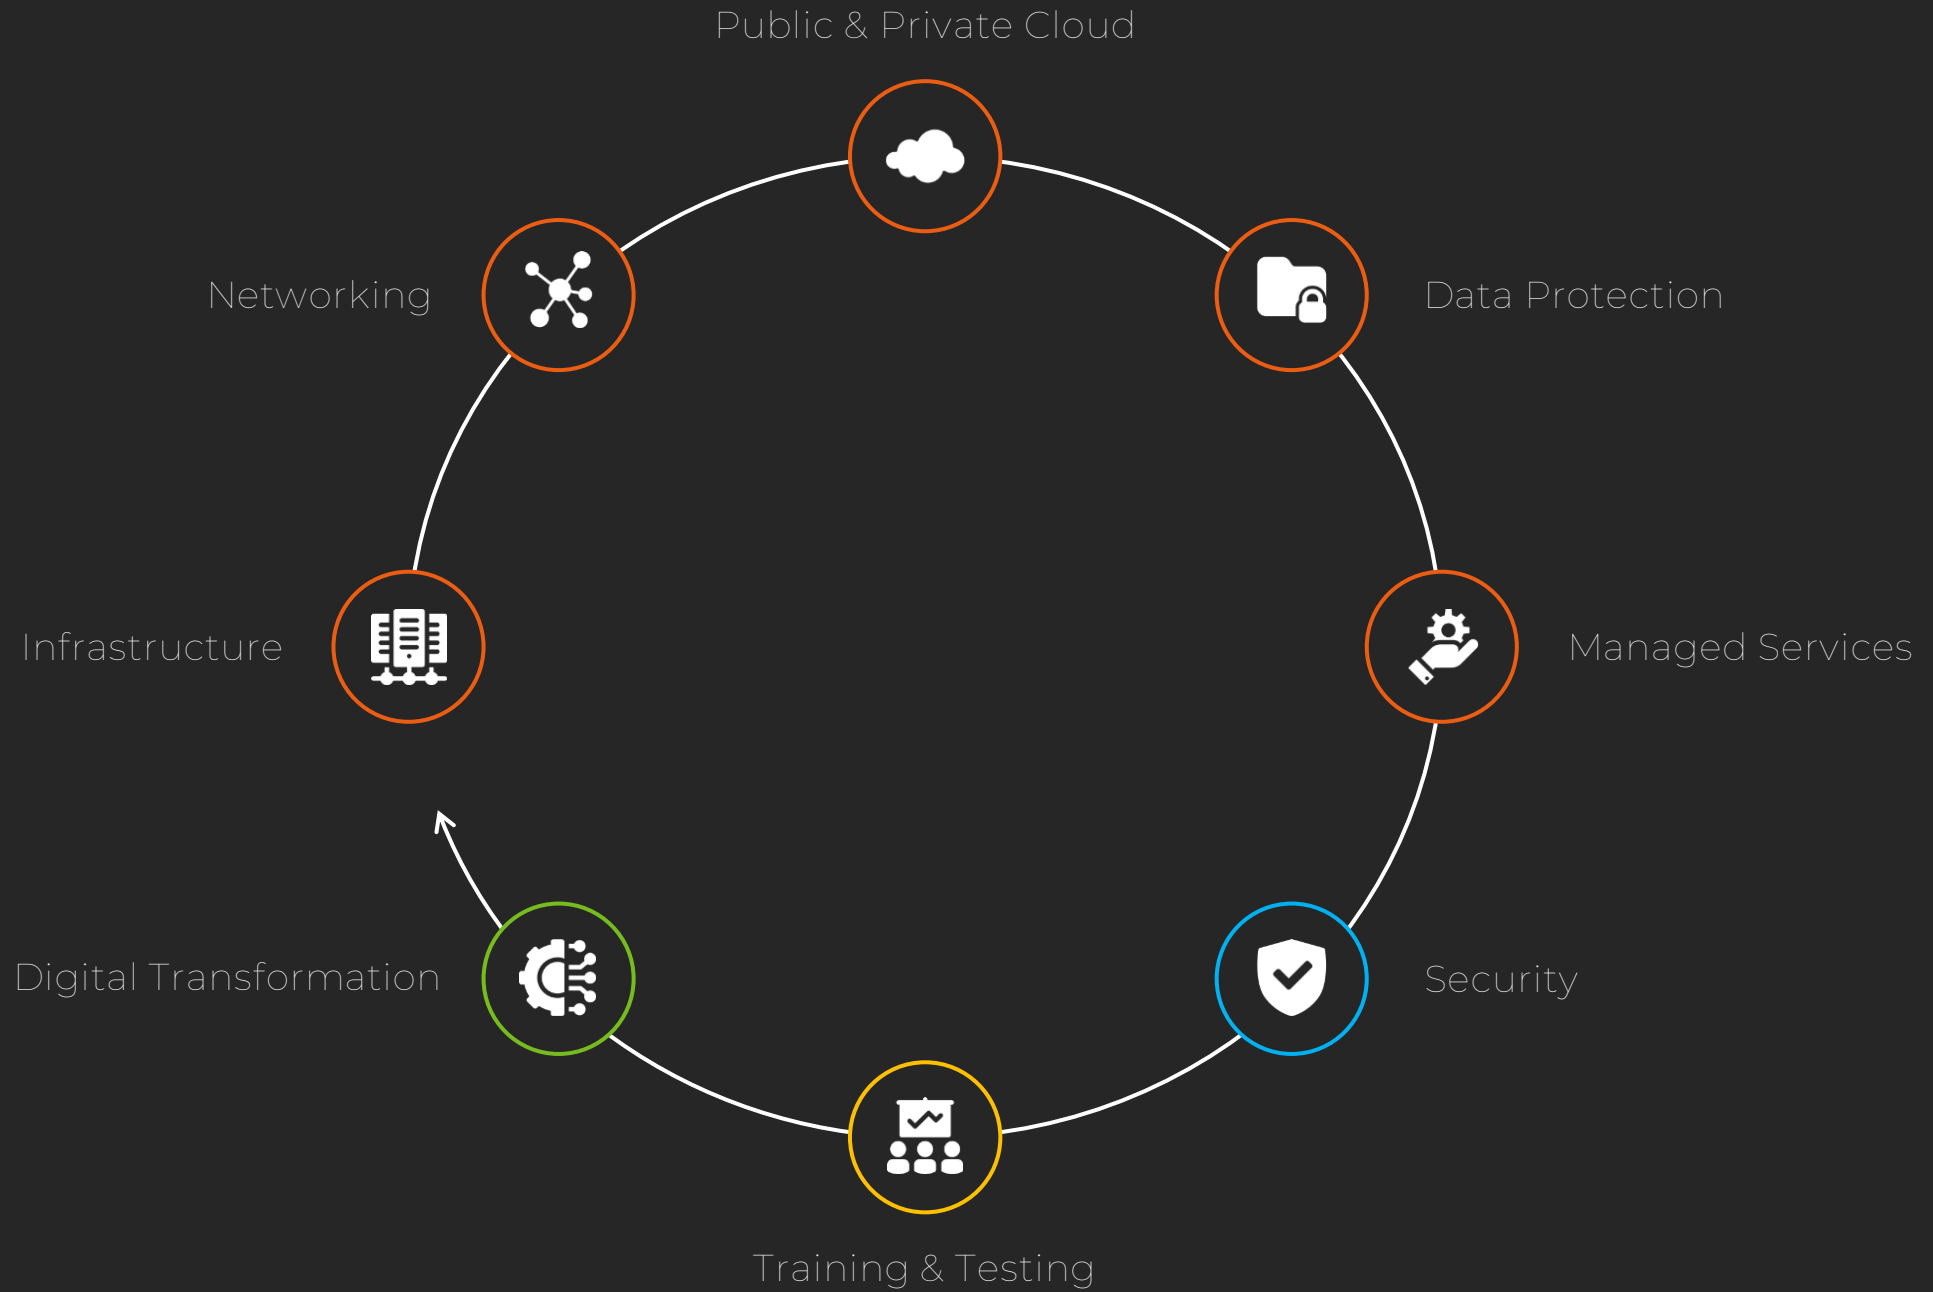 Public & Private Cloud
Networking
Data Protection
Infrastructure
Managed Services
Digital Transformation
Security
Training & Testing